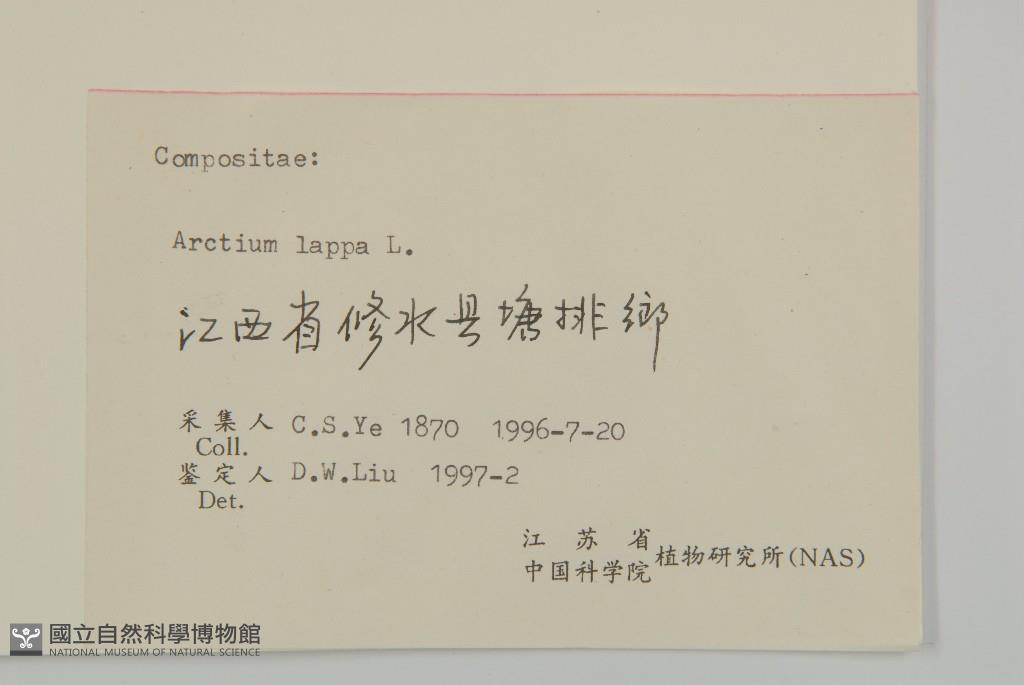 Compositae:
Arctium lappa L.
江西省修水县塘排鄉
采集人 C.S.Ye 1870 1996-7-20
Coll.
鉴定人 D.W.Liu 1997-2
Det.
江苏省
中国科学院
植物研究所(NAS)
國立自然科學博物館
NATIONAL MUSEUM OF NATURAL SCIENCE